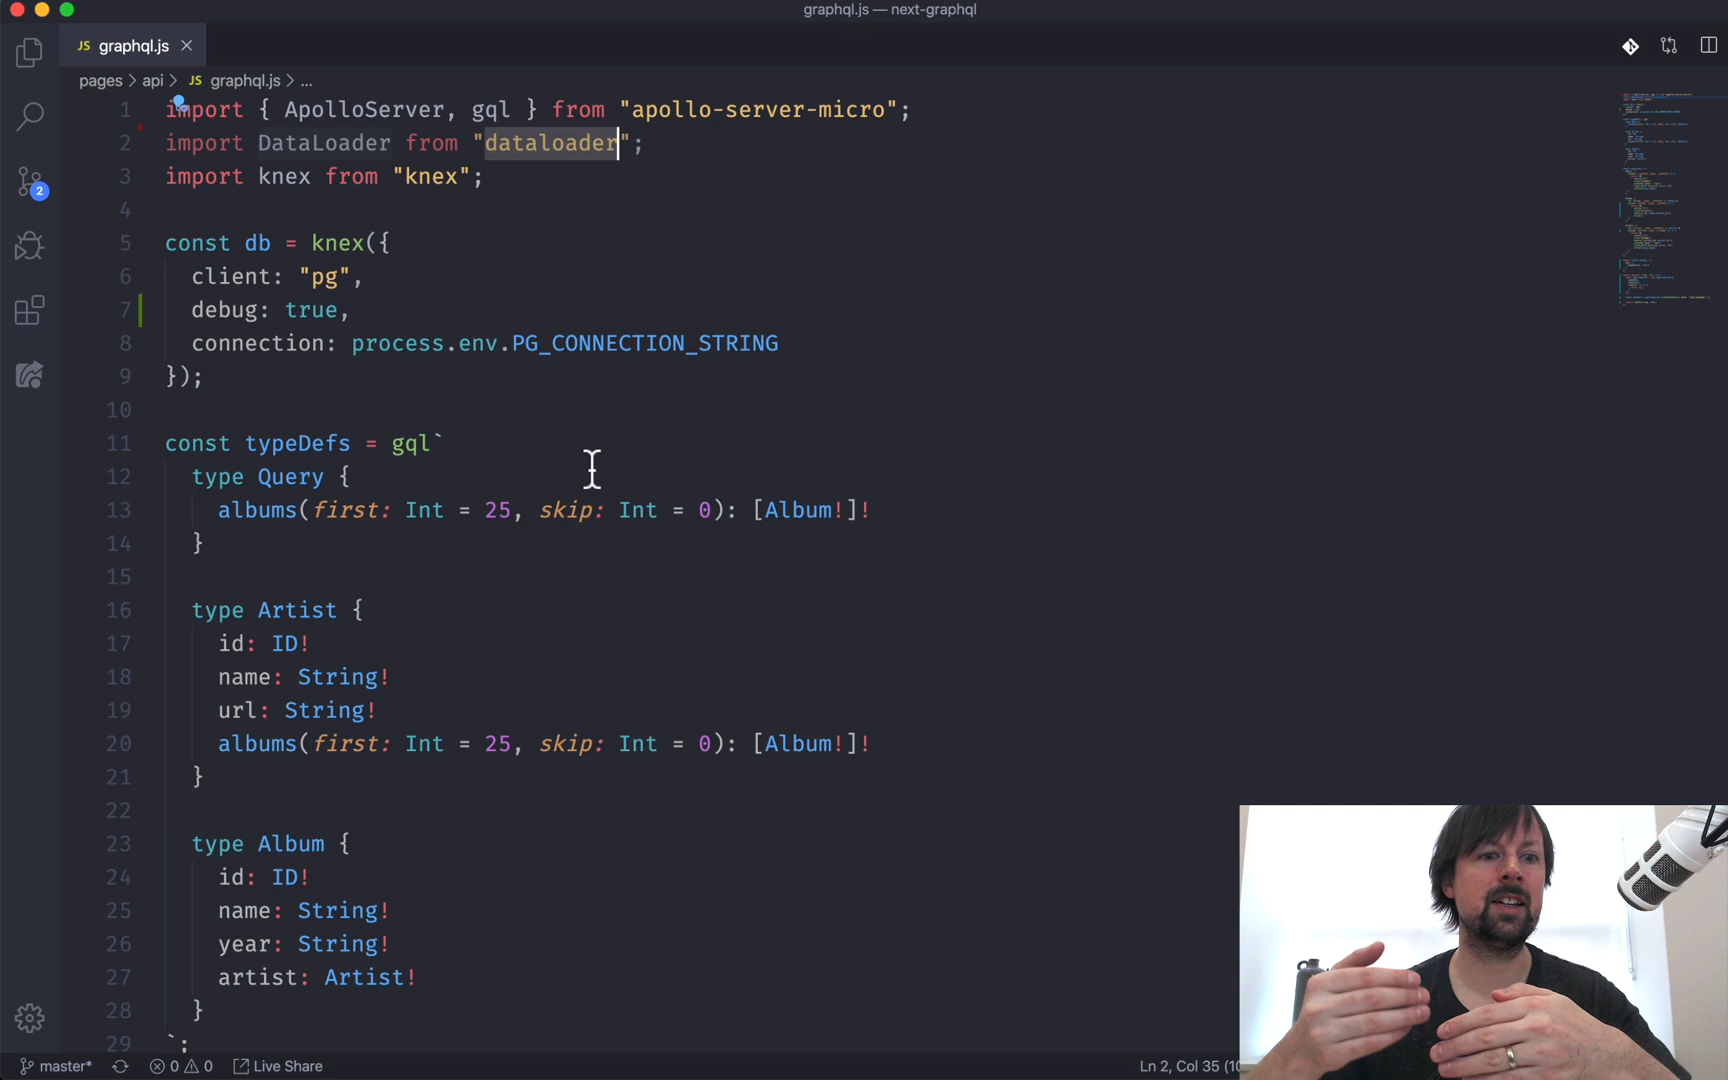 graphql.js — next-graphql
JS graphql.js
pages > api > JS graphql.js > ...
1 import { ApolloServer, gql } from "apollo-server-micro";
2 import DataLoader from "dataloader";
3 import knex from "knex";
4
5 const db = knex({
6 client: "pg",
7 debug: true,
8 connection: process.env.PG_CONNECTION_STRING
9 });
10
11 const typeDefs = gql`
12 type Query {
13 albums(first: Int = 25, skip: Int = 0): [Album!]!
14 }
15
16 type Artist {
17 id: ID!
18 name: String!
19 url: String!
20 albums(first: Int = 25, skip: Int = 0): [Album!]!
21 }
22
23 type Album {
24 id: ID!
25 name: String!
26 year: String!
27 artist: Artist!
28 }
29 `;
2
master* 0 0 Live Share Ln 2, Col 35 (10